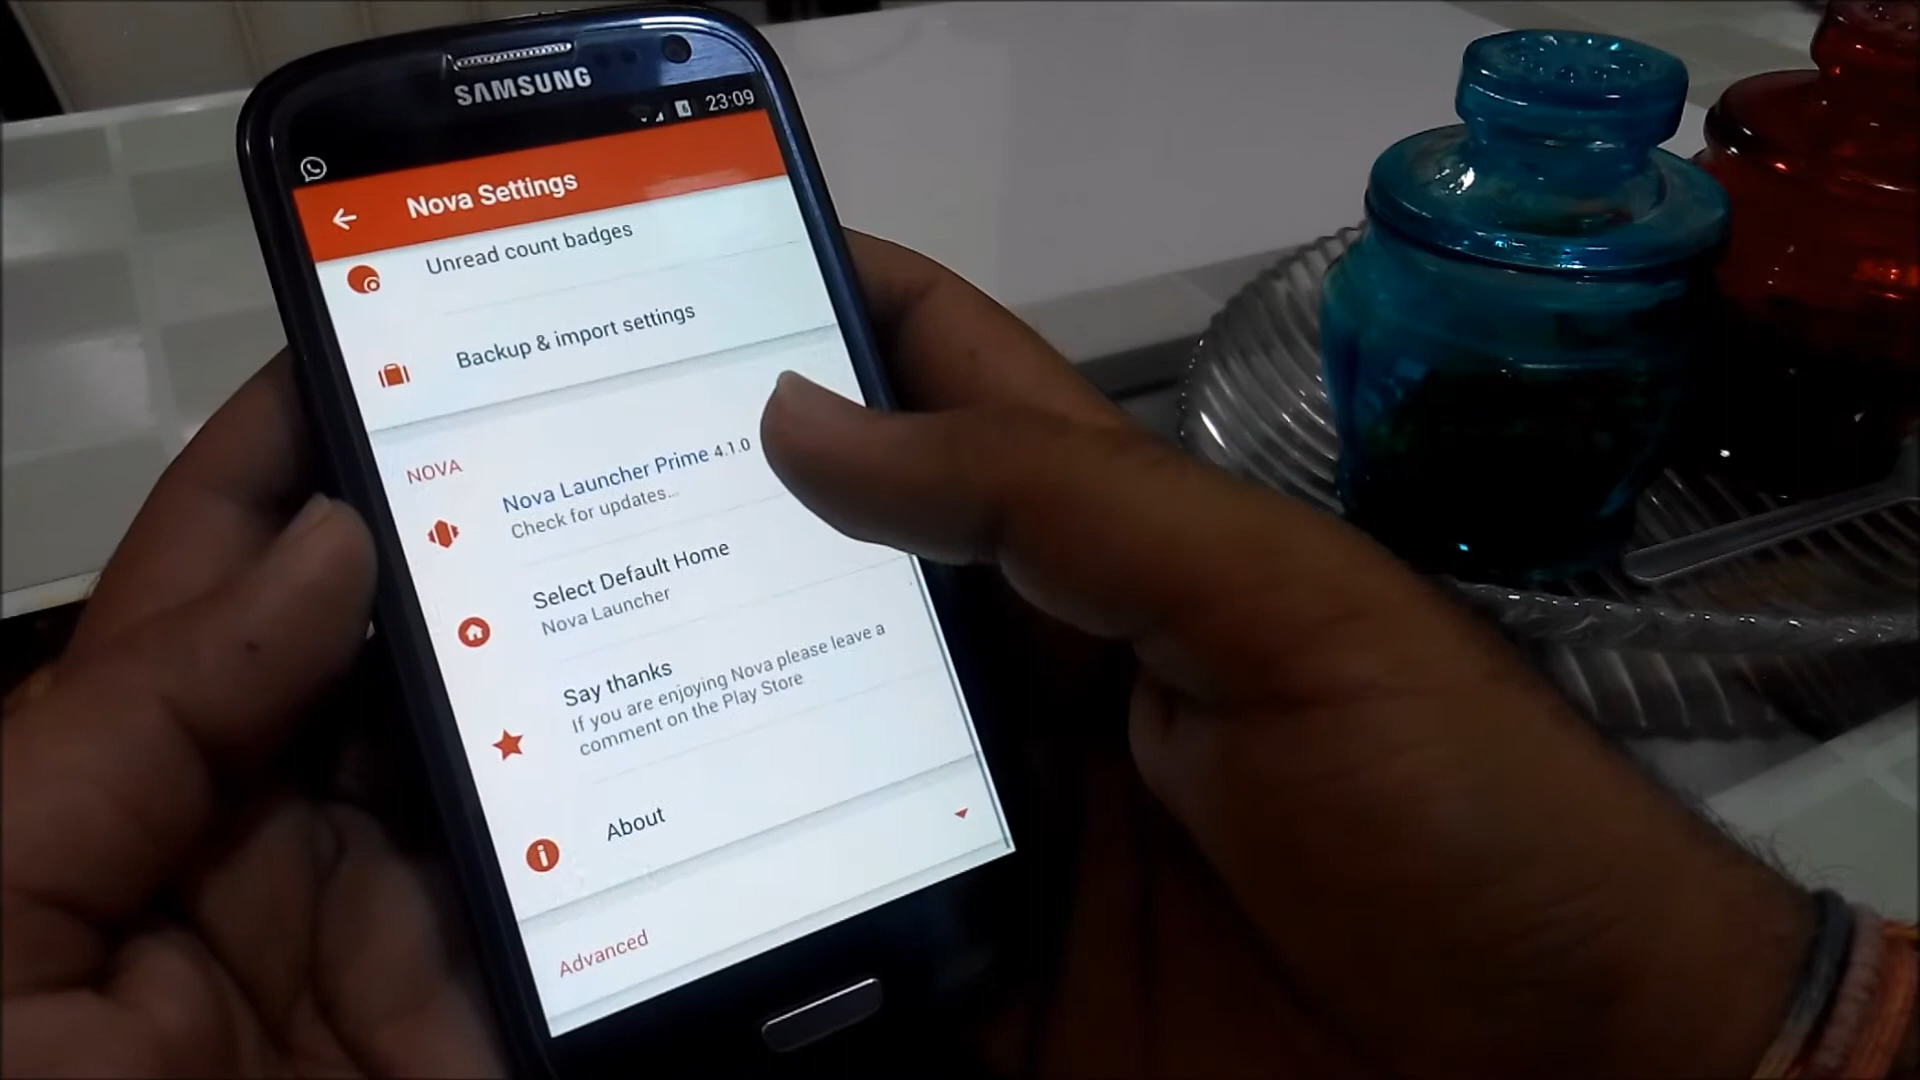 SAMSUNG
23:09
Nova Settings
Unread count badges
Backup & import settings
NOVA
Nova Launcher Prime 4.1.0
Check for updates...
Select Default Home
Nova Launcher
Say thanks
If you are enjoying Nova please leave a
comment on the Play Store
About
Advanced